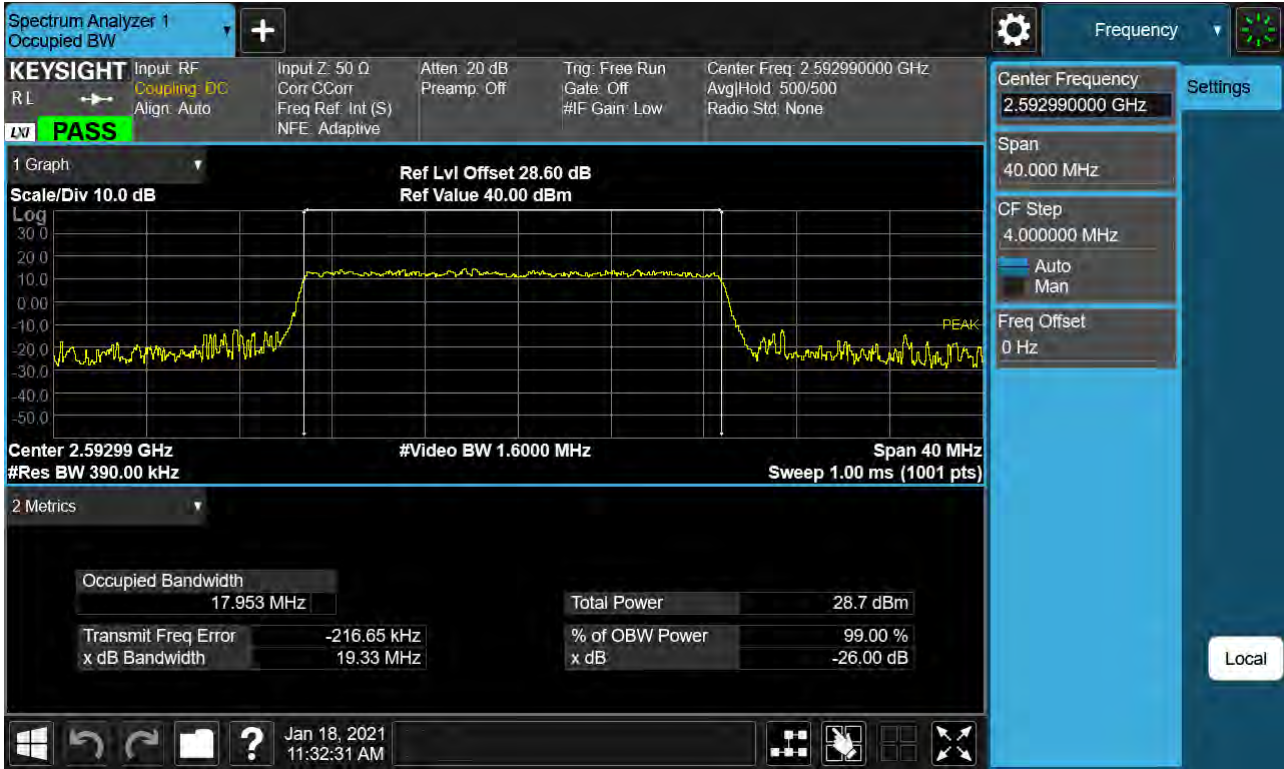 Spectrum Analyzer 1
Occupied BW
Frequency
KEYSIGHT
R L
LXI PASS
Input: RF
Coupling: DC
Align: Auto
Input Z: 50 Ω
Corr CCorr
Freq Ref: Int (S)
NFE: Adaptive
Atten: 20 dB
Preamp: Off
Trig: Free Run
Gate: Off
#IF Gain: Low
Center Freq: 2.592990000 GHz
Avg|Hold: 500/500
Radio Std: None
1 Graph
Scale/Div 10.0 dB
Ref Lvl Offset 28.60 dB
Ref Value 40.00 dBm
Log
30.0
20.0
10.0
0.00
-10.0
-20.0
-30.0
-40.0
-50.0
PEAK
Center 2.59299 GHz
#Res BW 390.00 kHz
#Video BW 1.6000 MHz
Span 40 MHz
Sweep 1.00 ms (1001 pts)
2 Metrics
Occupied Bandwidth
17.953 MHz
Transmit Freq Error -216.65 kHz
x dB Bandwidth 19.33 MHz
Total Power 28.7 dBm
% of OBW Power 99.00 %
x dB -26.00 dB
Center Frequency
2.592990000 GHz
Span
40.000 MHz
CF Step
4.000000 MHz
Auto
Man
Freq Offset
0 Hz
Settings
Local
?
Jan 18, 2021
11:32:31 AM